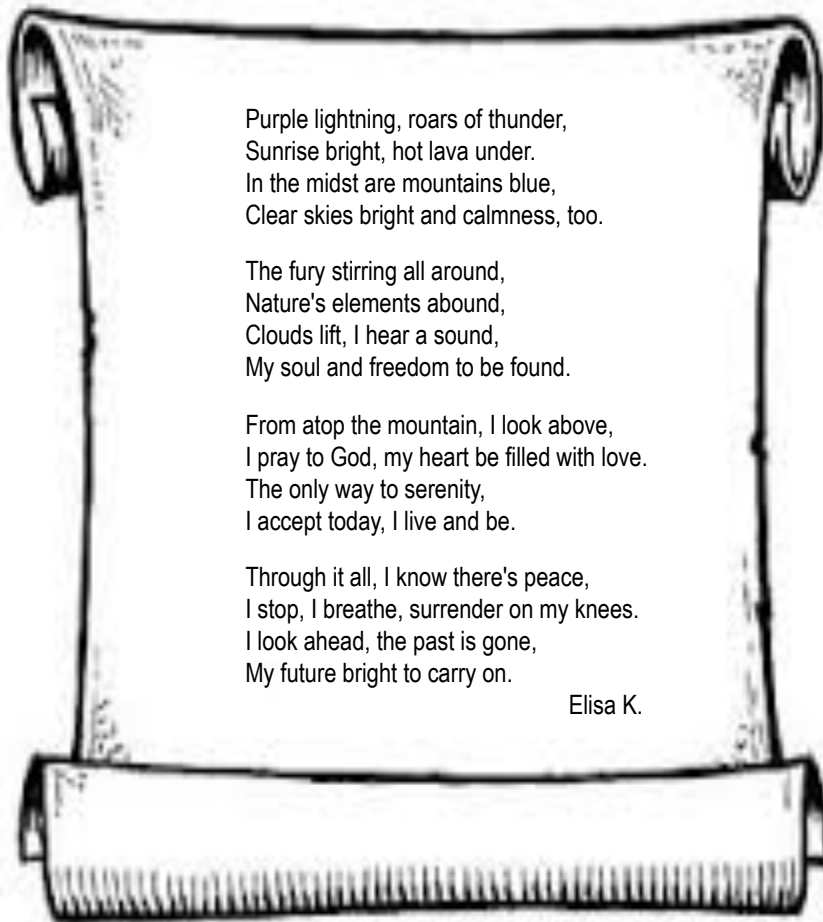 Purple lightning, roars of thunder,
Sunrise bright, hot lava under.
In the midst are mountains blue,
Clear skies bright and calmness, too.
The fury stirring all around,
Nature's elements abound,
Clouds lift, I hear a sound,
My soul and freedom to be found.
From atop the mountain, I look above,
I pray to God, my heart be filled with love.
The only way to serenity,
I accept today, I live and be.
Through it all, I know there's peace,
I stop, I breathe, surrender on my knees.
I look ahead, the past is gone,
My future bright to carry on.
Elisa K.